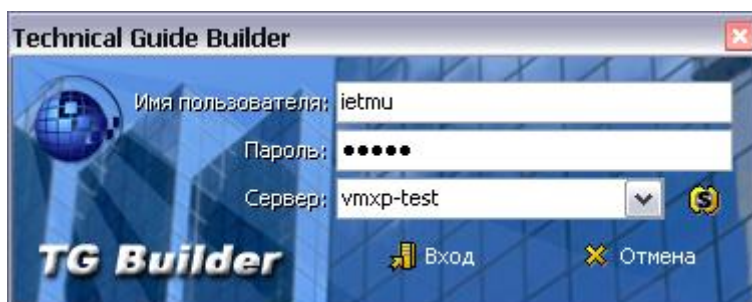 Technical Guide Builder
Имя пользователя: ietmu
Пароль: •••••
Сервер: vmxp-test S
TG Builder Вход Отмена